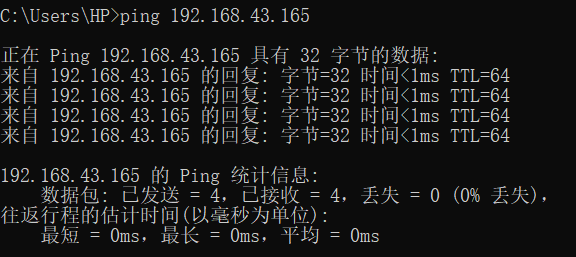 C:\Users\HP>ping 192.168.43.165
正在 Ping 192.168.43.165 具有 32 字节的数据:
来自 192.168.43.165 的回复: 字节=32 时间<1ms TTL=64
来自 192.168.43.165 的回复: 字节=32 时间<1ms TTL=64
来自 192.168.43.165 的回复: 字节=32 时间<1ms TTL=64
来自 192.168.43.165 的回复: 字节=32 时间<1ms TTL=64
192.168.43.165 的 Ping 统计信息:
    数据包: 已发送 = 4，已接收 = 4，丢失 = 0 (0% 丢失)，
往返行程的估计时间(以毫秒为单位):
    最短 = 0ms，最长 = 0ms，平均 = 0ms